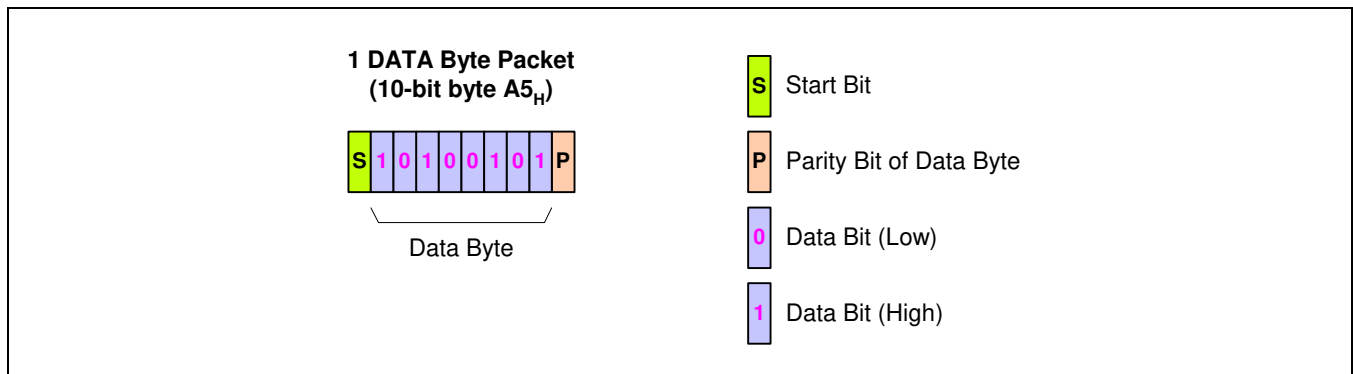 1 DATA Byte Packet
(10-bit byte A5H)
S 1 0 1 0 0 1 0 1 P
Data Byte
S Start Bit
P Parity Bit of Data Byte
0 Data Bit (Low)
1 Data Bit (High)